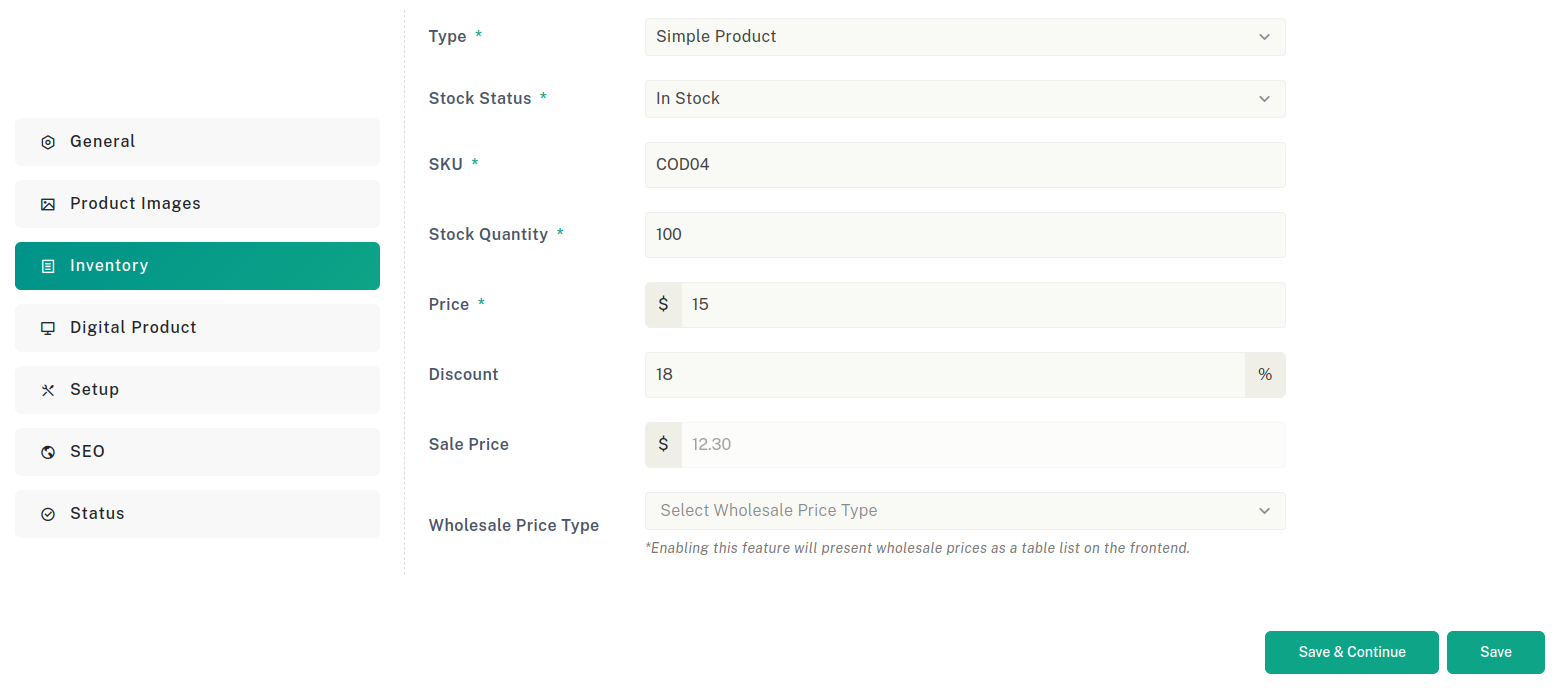 General
Product Images
Inventory
Digital Product
Setup
SEO
Status
Type *
Simple Product
Stock Status *
In Stock
SKU *
COD04
Stock Quantity *
100
Price *
$ 15
Discount
18 %
Sale Price
$ 12.30
Wholesale Price Type
Select Wholesale Price Type
*Enabling this feature will present wholesale prices as a table list on the frontend.
Save & Continue
Save